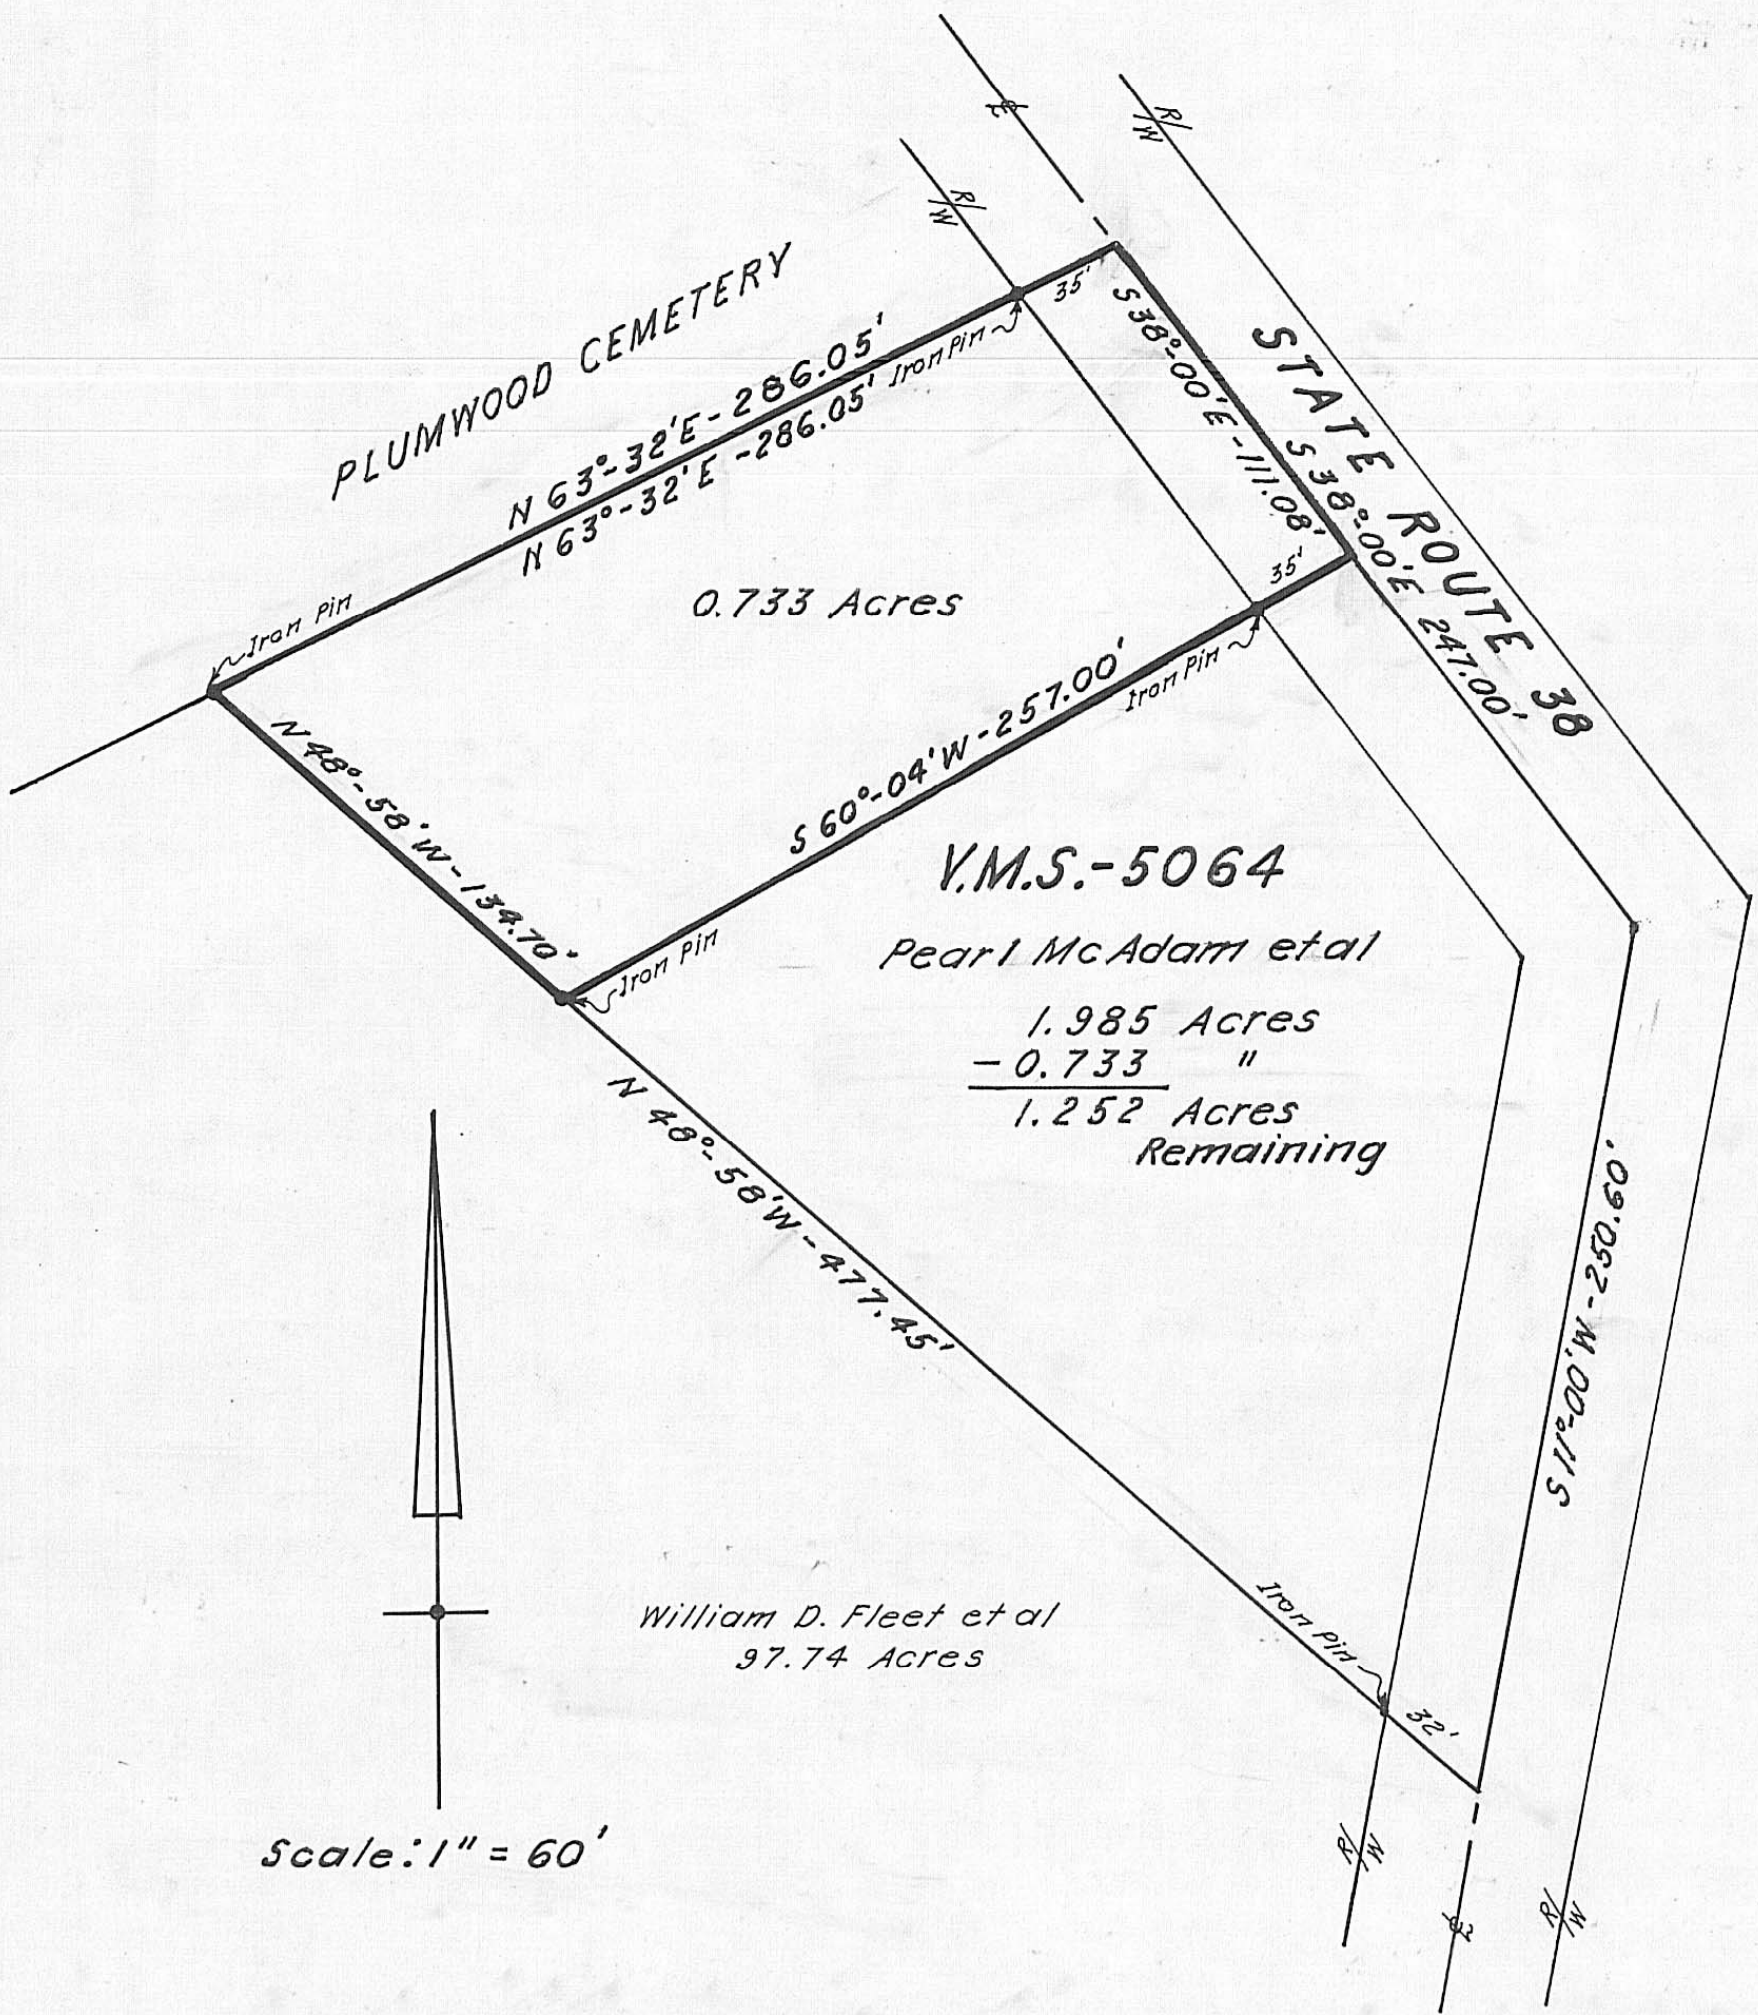 R/W
R/W
PLUMWOOD CEMETERY
35'
S 38°-00'E-111.08'
STATE ROUTE 38
S 38°-00'E 247.00'
N 63°-32'E-286.05'
N 63°-32'E-286.05'
Iron Pin
35'
Iron Pin
0.733 Acres
Iron Pin
S 60°-04'W-257.00'
N 48°-58'W-134.70'
Iron Pin
V.M.S.-5064
Pearl McAdam et al
1.985 Acres
-0.733 "
1.252 Acres
Remaining
N 48°-58'W-477.45'
S 11°-00'W-250.60'
William D. Fleet et al
97.74 Acres
Iron Pin
32'
Scale: 1" = 60'
R/W
R/W